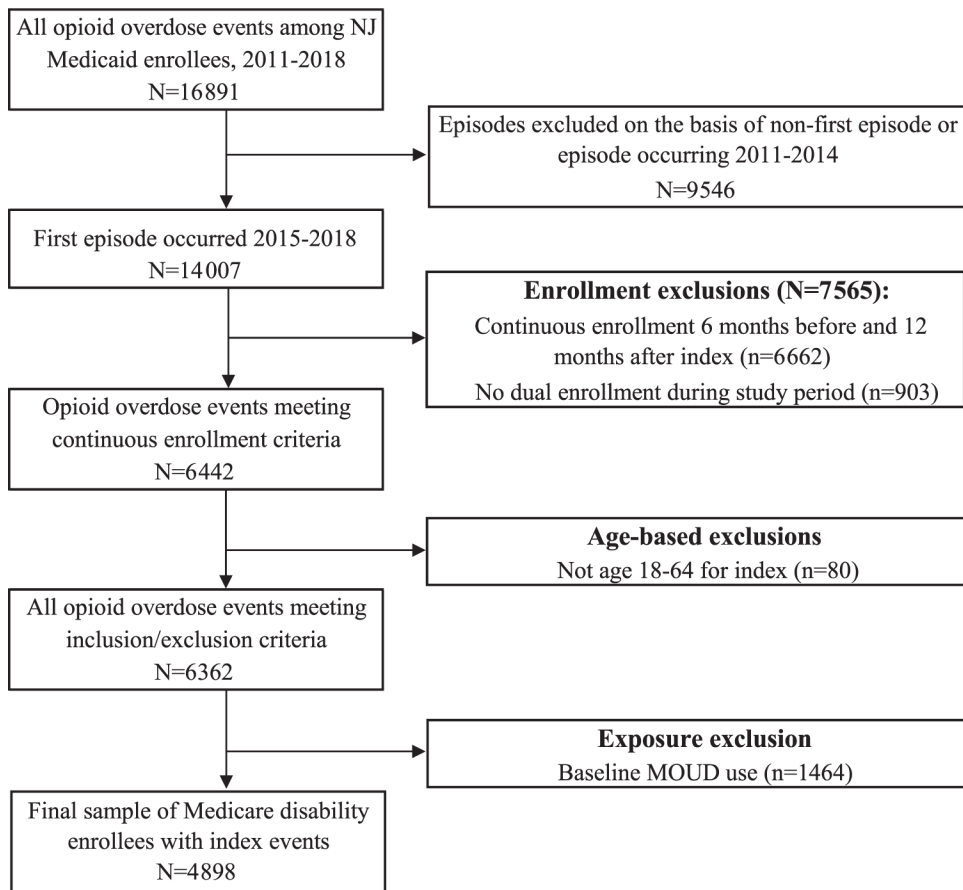 All opioid overdose events among NJ
Medicaid enrollees, 2011-2018
N=16891
Episodes excluded on the basis of non-first episode or
episode occurring 2011-2014
N=9546
First episode occurred 2015-2018
N=14007
Enrollment exclusions (N=7565):
Continuous enrollment 6 months before and 12
months after index (n=6662)
No dual enrollment during study period (n=903)
Opioid overdose events meeting
continuous enrollment criteria
N=6442
Age-based exclusions
Not age 18-64 for index (n=80)
All opioid overdose events meeting
inclusion/exclusion criteria
N=6362
Exposure exclusion
Baseline MOUD use (n=1464)
Final sample of Medicare disability
enrollees with index events
N=4898